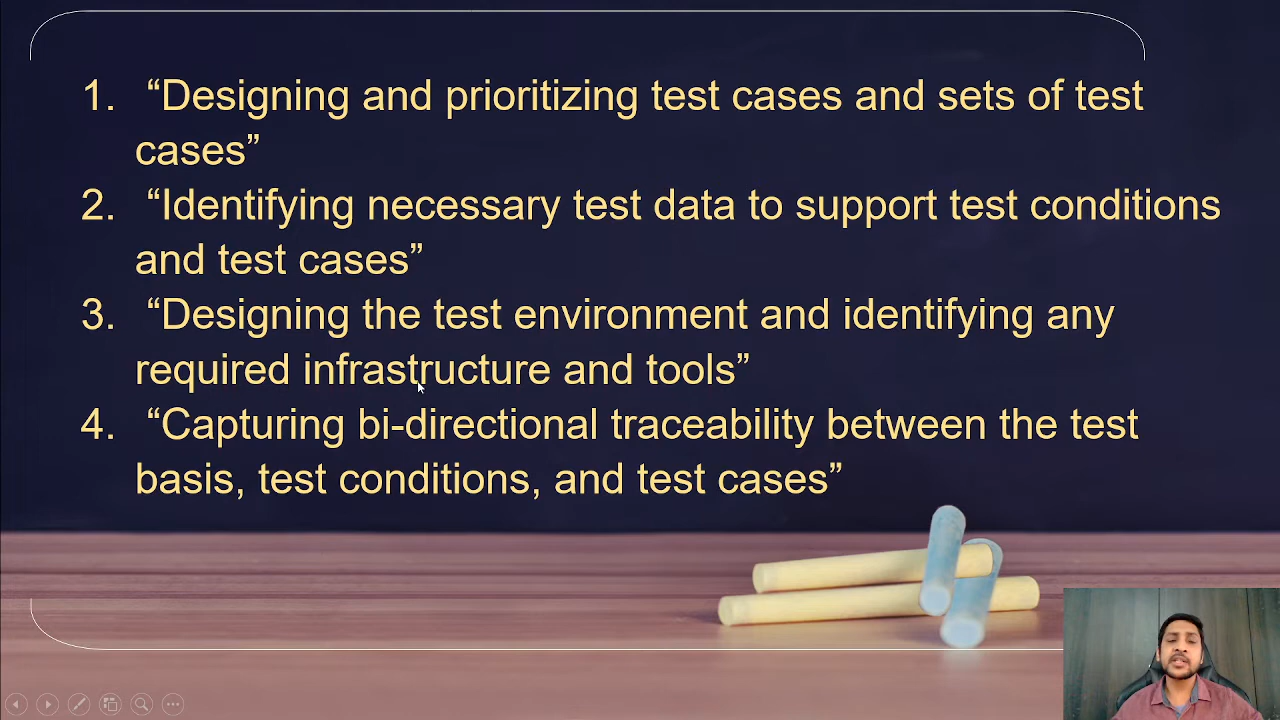 1. “Designing and prioritizing test cases and sets of test
cases”
2. “Identifying necessary test data to support test conditions
and test cases”
3. “Designing the test environment and identifying any
required infrastructure and tools”
4. “Capturing bi-directional traceability between the test
basis, test conditions, and test cases”